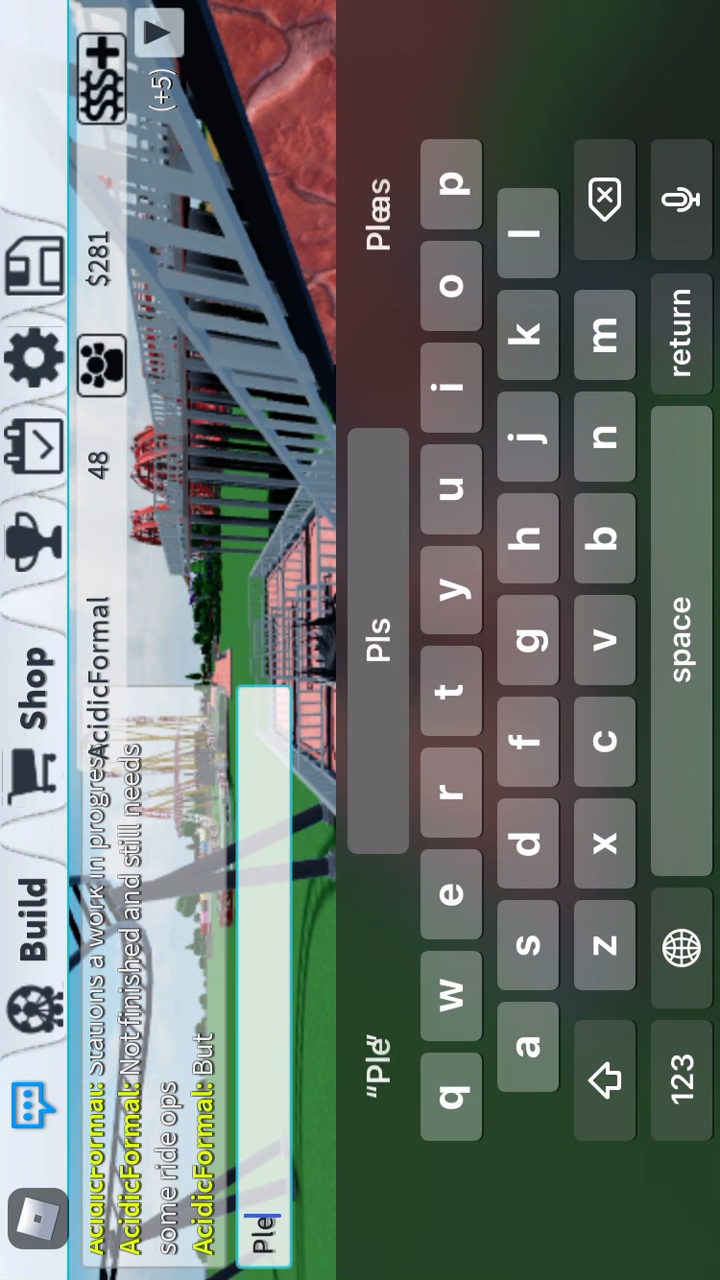 Build
Shop
AcidicFormal
48
$281
(+5)
AcidicFormal: Stations a work in progress
AcidicFormal: Not finished and still needs
some ride ops
AcidicFormal: But
Ple
“Ple”
Pls
Pleas
q w e r t y u i o p
a s d f g h j k l
z x c v b n m
123
space
return